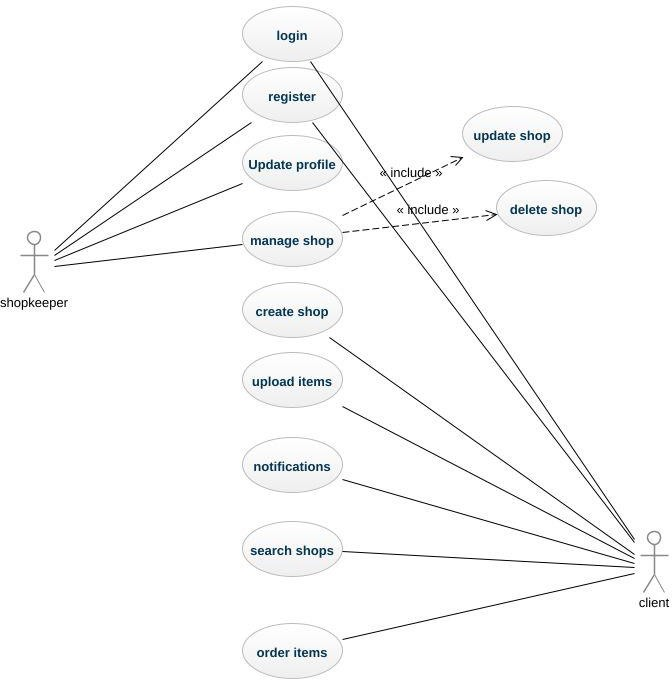 login
register
Update profile
manage shop
« include »
update shop
« include »
delete shop
shopkeeper
create shop
upload items
notifications
search shops
order items
client